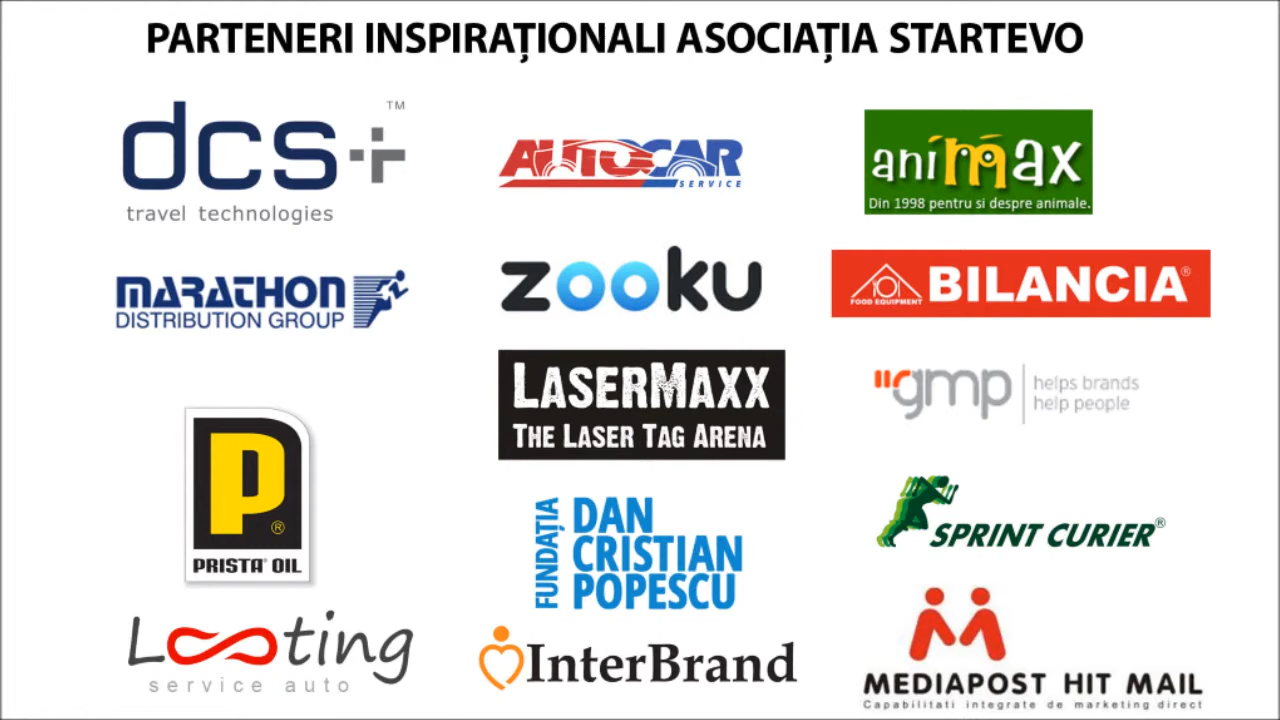 PARTENERI INSPIRAȚIONALI ASOCIAȚIA STARTEVO
dcs+™
travel technologies
AUTOCAR
SERVICE
animax
Din 1998 pentru si despre animale.
MARATHON
DISTRIBUTION GROUP
zooku
FOOD EQUIPMENT
BILANCIA®
LASERMAXX
THE LASER TAG ARENA
gmp
helps brands
help people
P®
PRISTA® OIL
FUNDAȚIA
DAN
CRISTIAN
POPESCU
SPRINT CURIER®
Looting
service auto
InterBrand
MEDIAPOST HIT MAIL
Capabilitati integrate de marketing direct